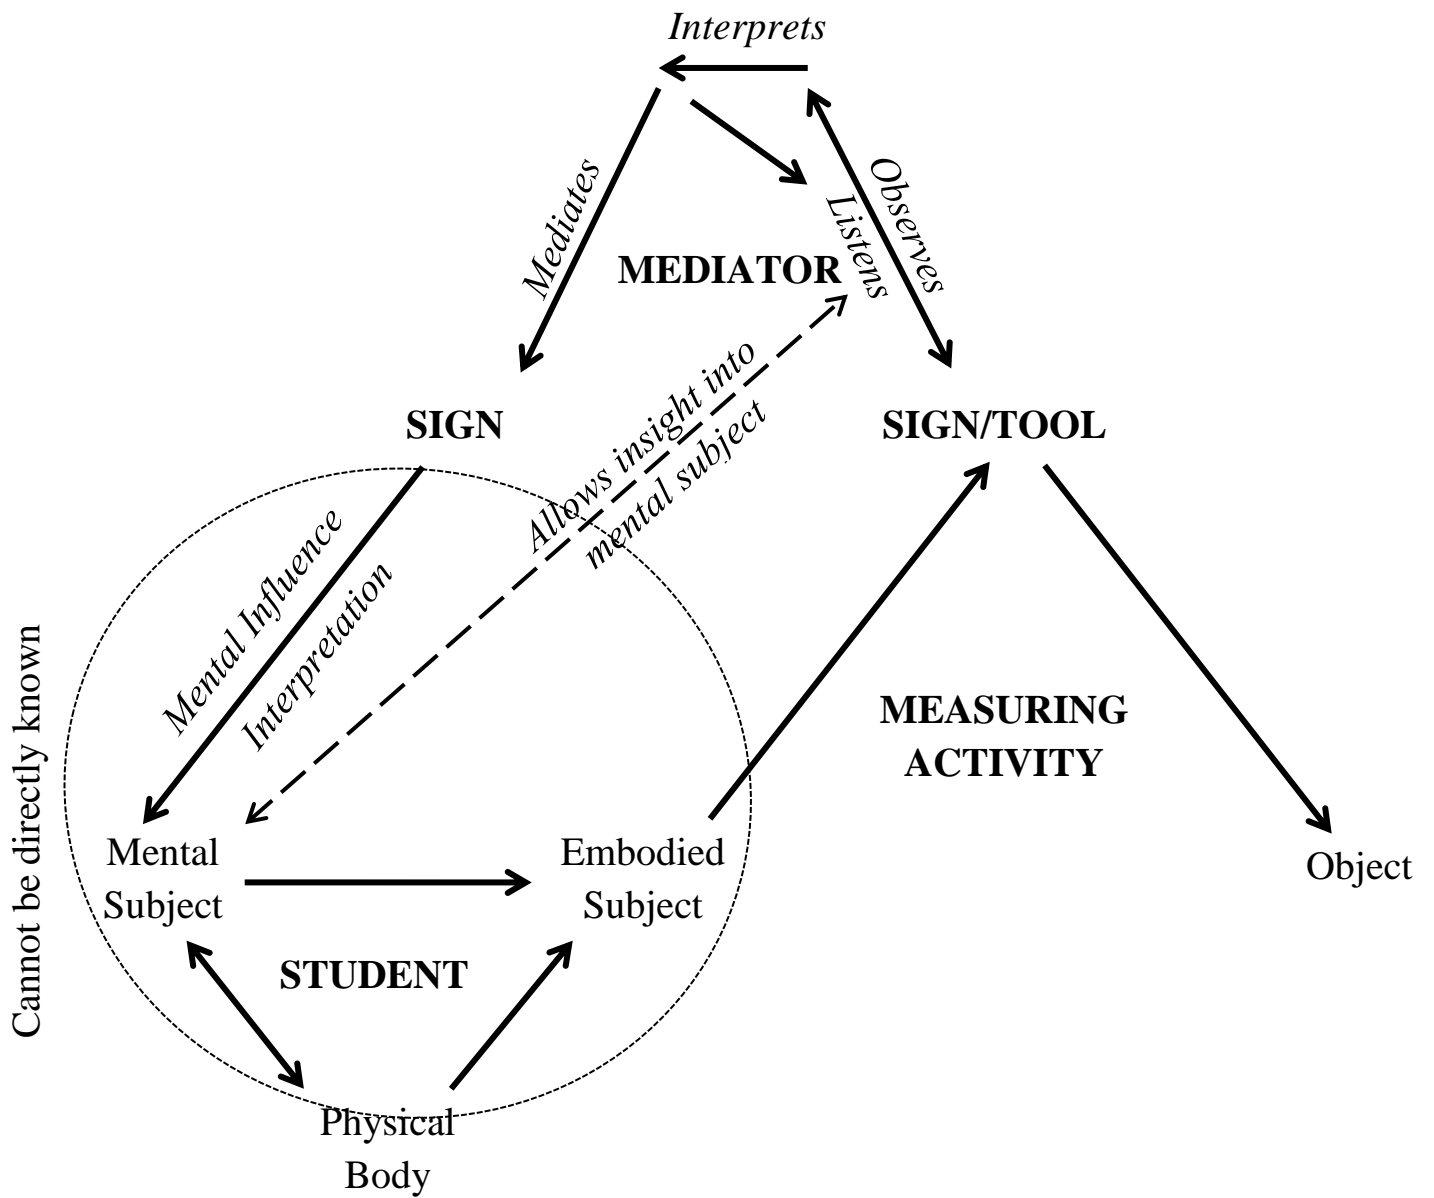 Interprets
Mediates
Observes
Listens
MEDIATOR
Allows insight into
mental subject
SIGN
SIGN/TOOL
Mental Influence
Interpretation
Cannot be directly known
MEASURING
ACTIVITY
Mental
Subject
Embodied
Subject
Object
STUDENT
Physical
Body